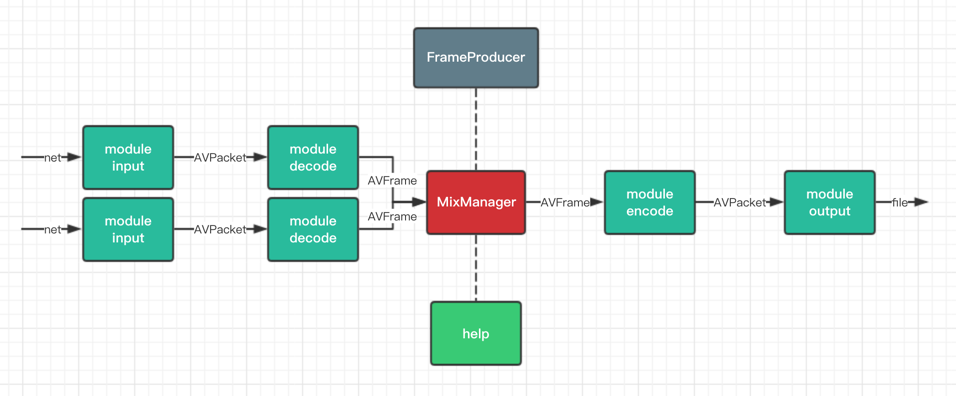 FrameProducer
net
module
input
AVPacket
module
decode
AVFrame
net
module
input
AVPacket
module
decode
AVFrame
MixManager
AVFrame
module
encode
AVPacket
module
output
file
help